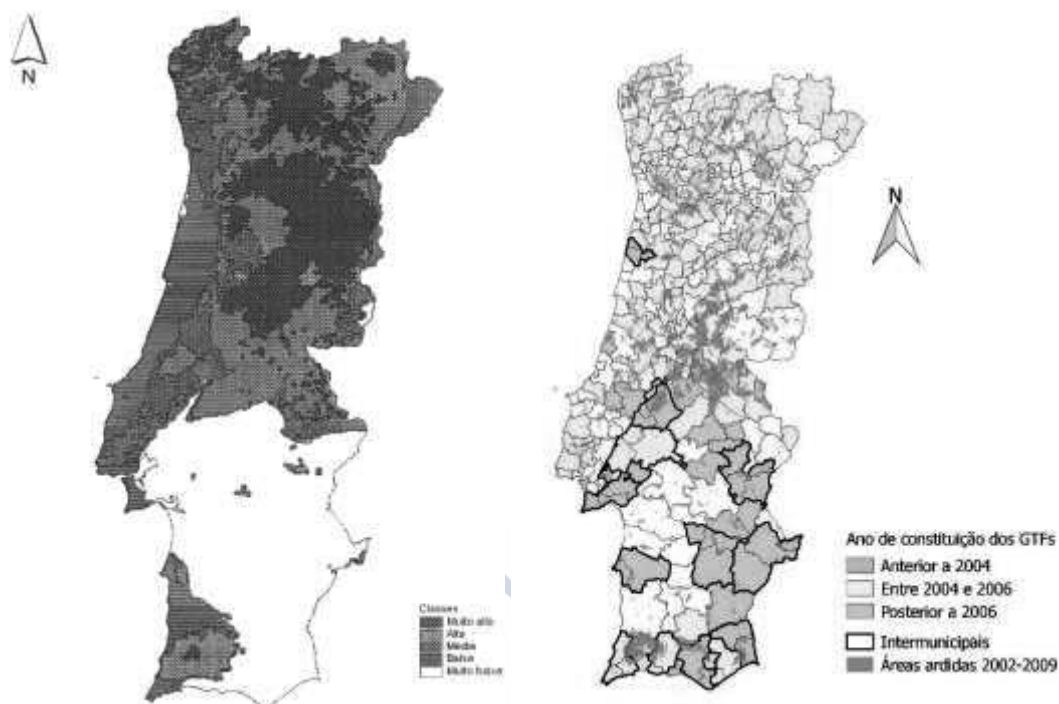 N
Classes
Muito alta
Alta
Média
Baixa
Muito baixa
N
Ano de constituição dos GTFs
Anterior a 2004
Entre 2004 e 2006
Posterior a 2006
Intermunicipais
Áreas ardidas 2002-2009